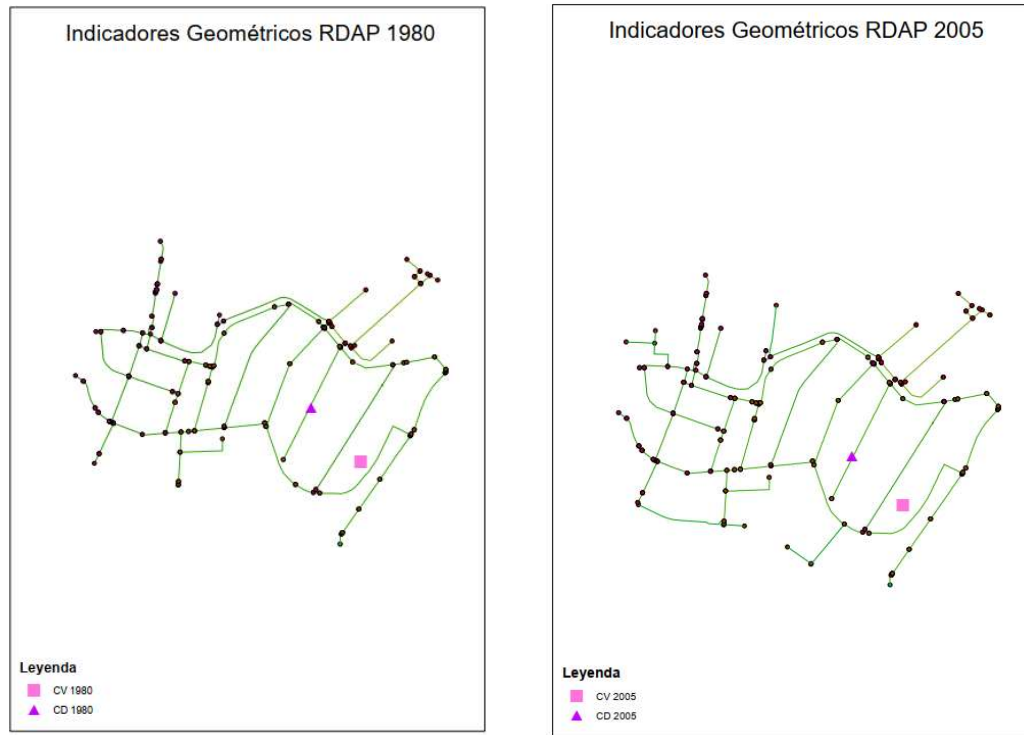 Indicadores Geométricos RDAP 1980
Leyenda
CV 1980
CD 1980
Indicadores Geométricos RDAP 2005
Leyenda
CV 2005
CD 2005